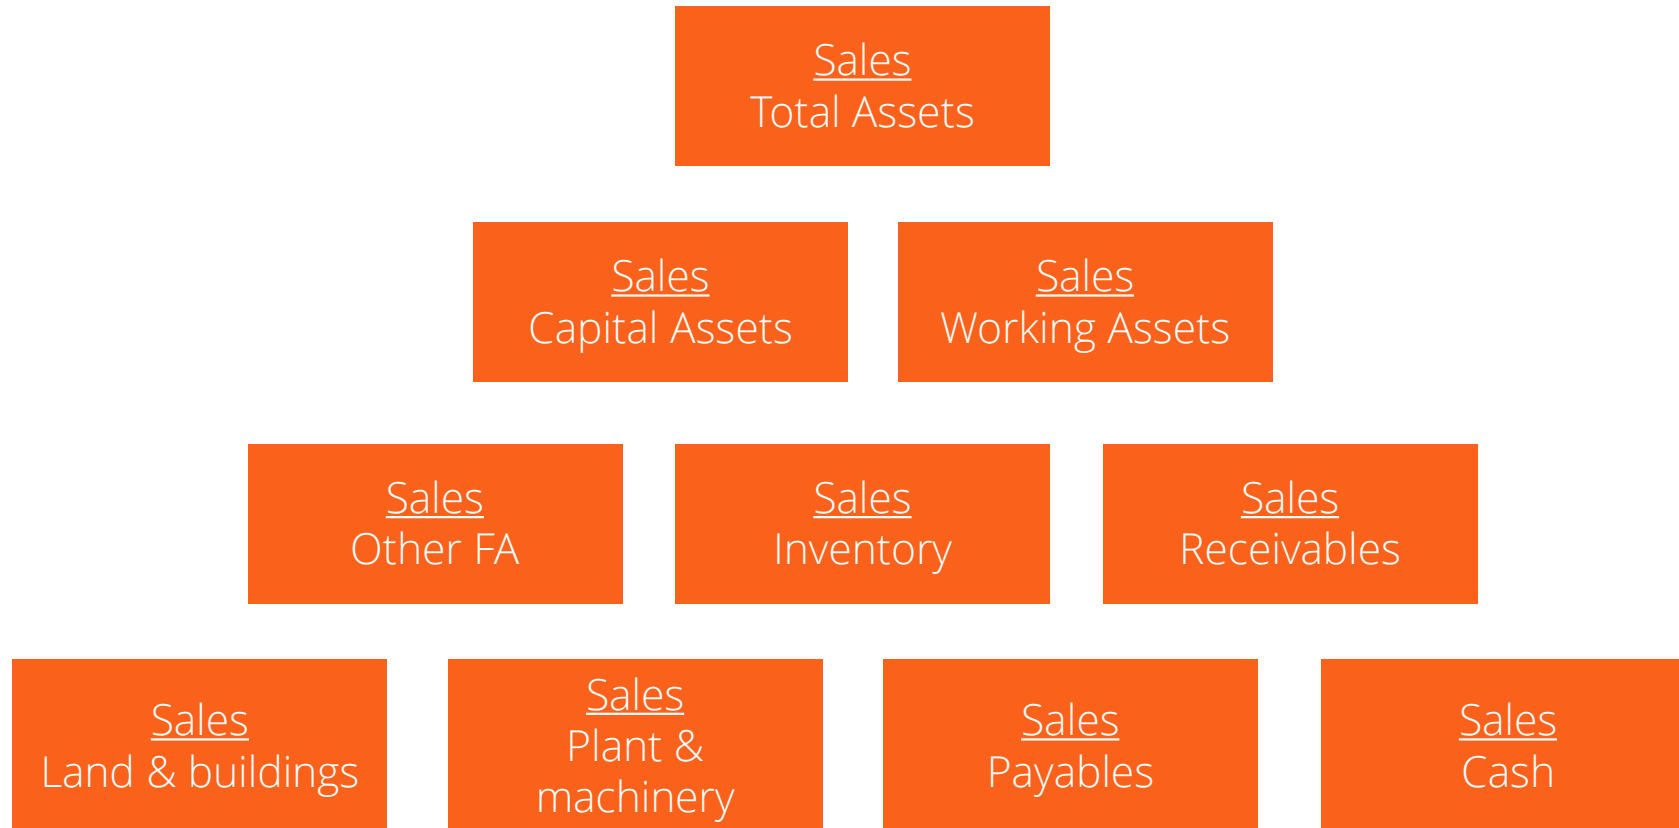 Sales
Total Assets
Sales
Capital Assets
Sales
Working Assets
Sales
Other FA
Sales
Inventory
Sales
Receivables
Sales
Land & buildings
Sales
Plant &
machinery
Sales
Payables
Sales
Cash